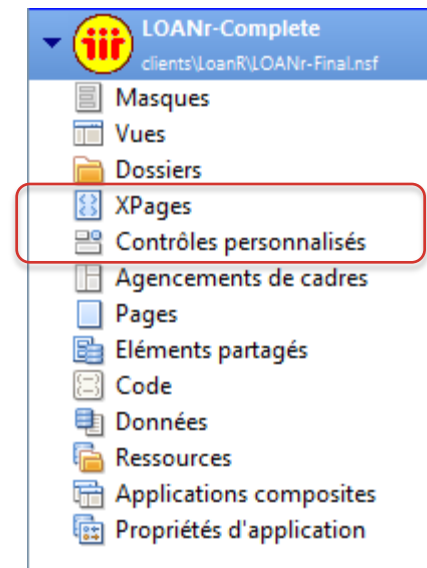 LOANr-Complete
clients\LoanR\LOANr-Final.nsf
Masques
Vues
Dossiers
XPages
Contrôles personnalisés
Agencements de cadres
Pages
Eléments partagés
Code
Données
Ressources
Applications composites
Propriétés d'application